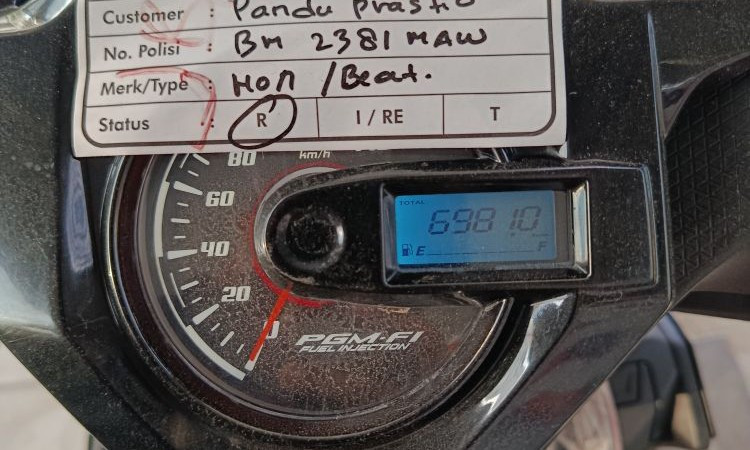 Customer : Pandu Prastio
No. Polisi : BM 2381 MAW
Merk/Type : HON /Beat.
Status : R I / RE T
80 km/h
60
40
20
0
TOTAL
6981.0
E F
PGM-FI
FUEL INJECTION